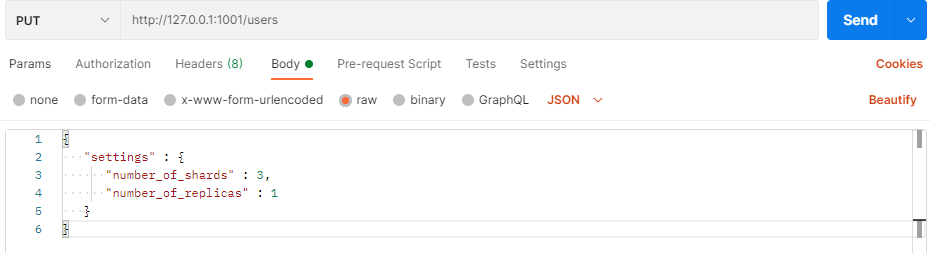 PUT http://127.0.0.1:1001/users Send
Params Authorization Headers (8) Body Pre-request Script Tests Settings Cookies
none form-data x-www-form-urlencoded raw binary GraphQL JSON Beautify
1 {
2 "settings" : {
3 "number_of_shards" : 3,
4 "number_of_replicas" : 1
5 }
6 }